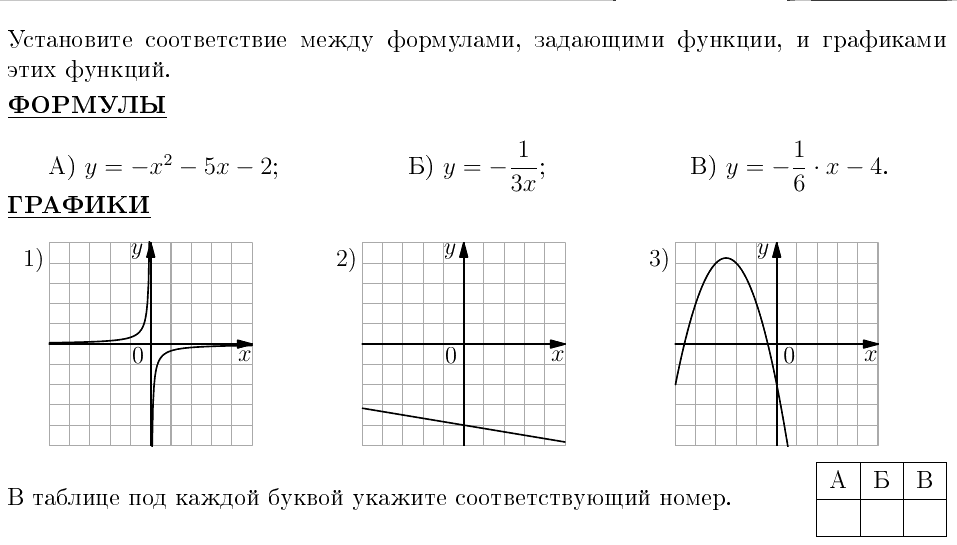 Установите соответствие между формулами, задающими функции, и графиками
этих функций.
ФОРМУЛЫ
А) y = −x² − 5x − 2; Б) y = −1/(3x); В) y = −1/6 · x − 4.
ГРАФИКИ
1) y 0 x 2) y 0 x 3) y 0 x
В таблице под каждой буквой укажите соответствующий номер.
А Б В